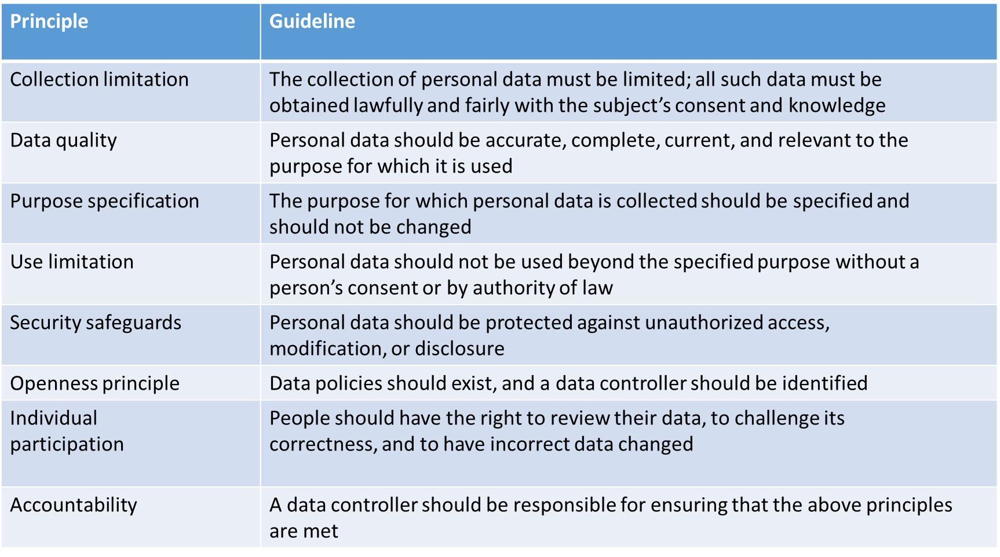 Principle
Guideline
Collection limitation
The collection of personal data must be limited; all such data must be
obtained lawfully and fairly with the subject’s consent and knowledge
Data quality
Personal data should be accurate, complete, current, and relevant to the
purpose for which it is used
Purpose specification
The purpose for which personal data is collected should be specified and
should not be changed
Use limitation
Personal data should not be used beyond the specified purpose without a
person’s consent or by authority of law
Security safeguards
Personal data should be protected against unauthorized access,
modification, or disclosure
Openness principle
Data policies should exist, and a data controller should be identified
Individual
participation
People should have the right to review their data, to challenge its
correctness, and to have incorrect data changed
Accountability
A data controller should be responsible for ensuring that the above principles
are met